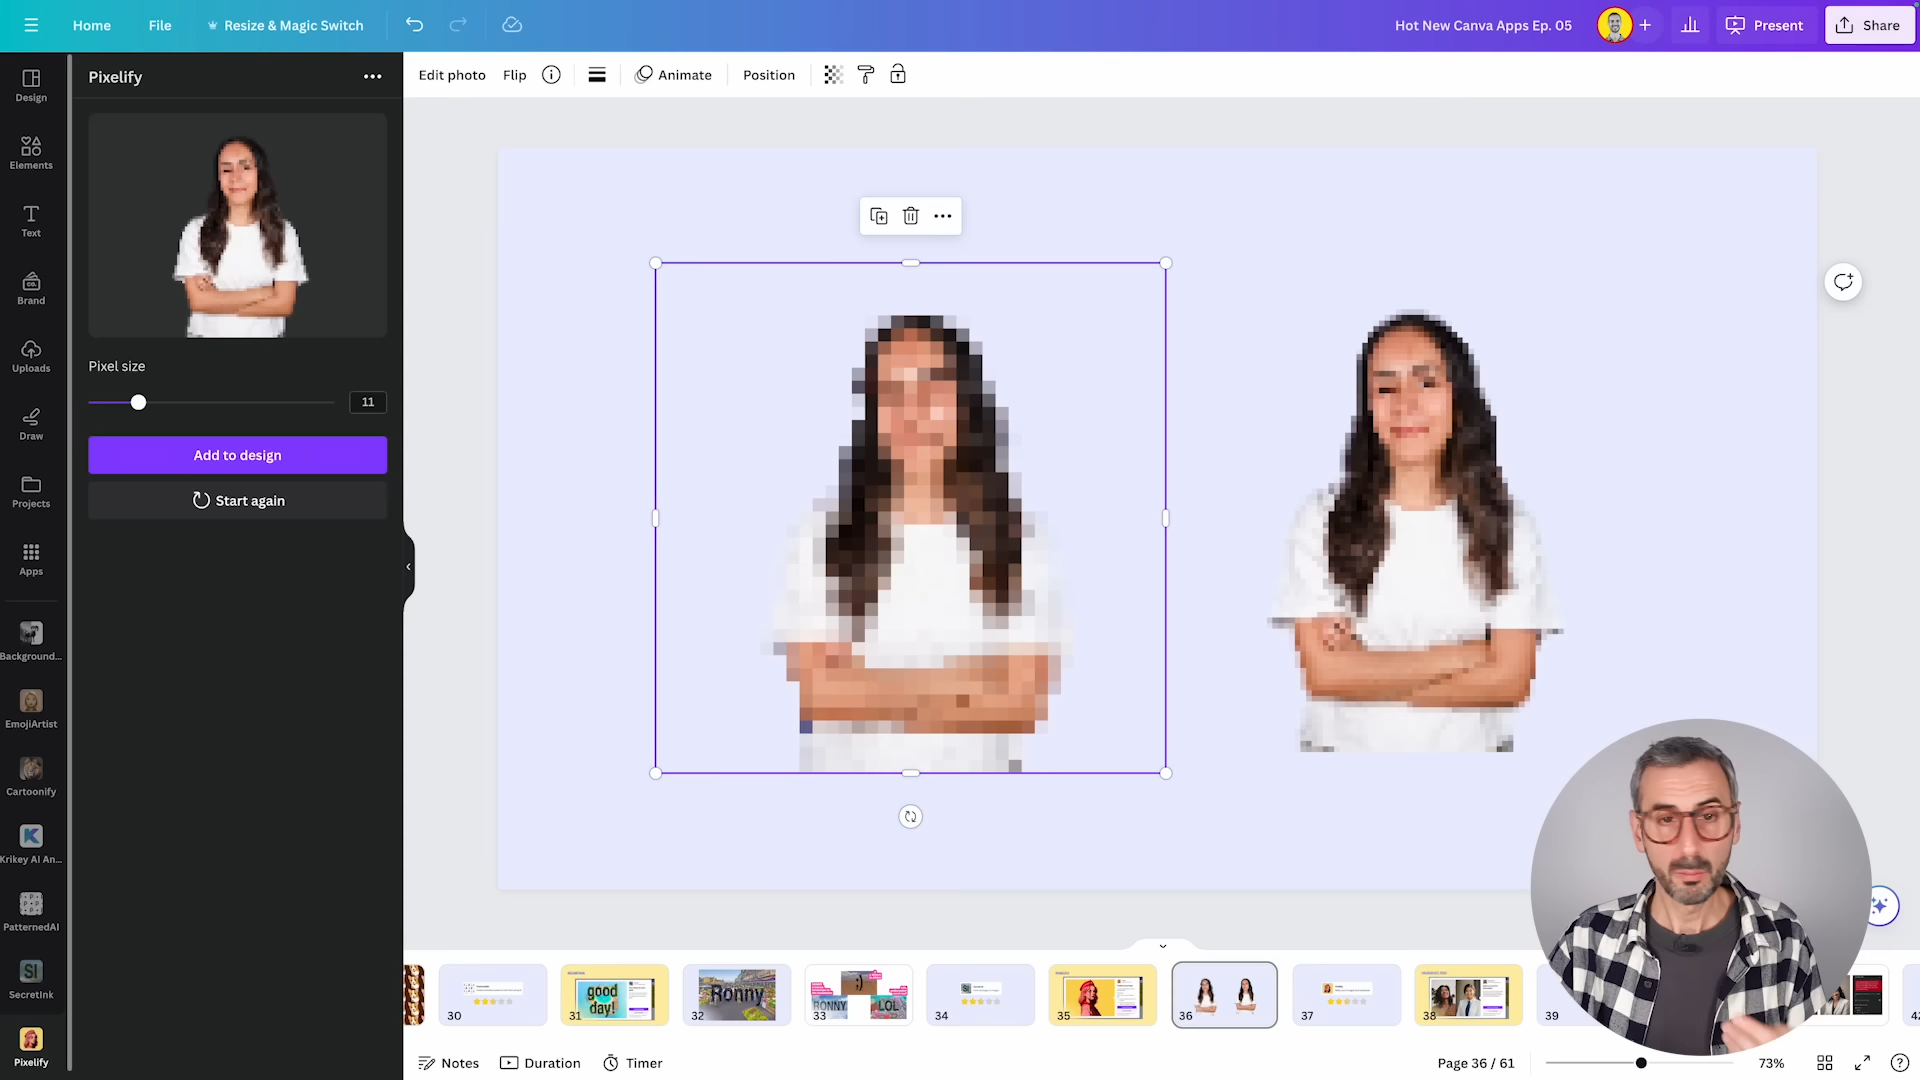 Home
File
Resize & Magic Switch
Hot New Canva Apps Ep. 05
Present
Share
Design
Elements
Text
Brand
Uploads
Draw
Projects
Apps
Background...
EmojiArtist
Cartoonify
Krikey AI An...
PatternedAI
SecretInk
Pixelify
Pixelify
Pixel size
11
Add to design
Start again
Edit photo
Flip
Animate
Position
30
good
day!
31
Ronny
32
RONNY
LOL
33
34
35
36
37
38
39
42
Notes
Duration
Timer
Page 36 / 61
73%